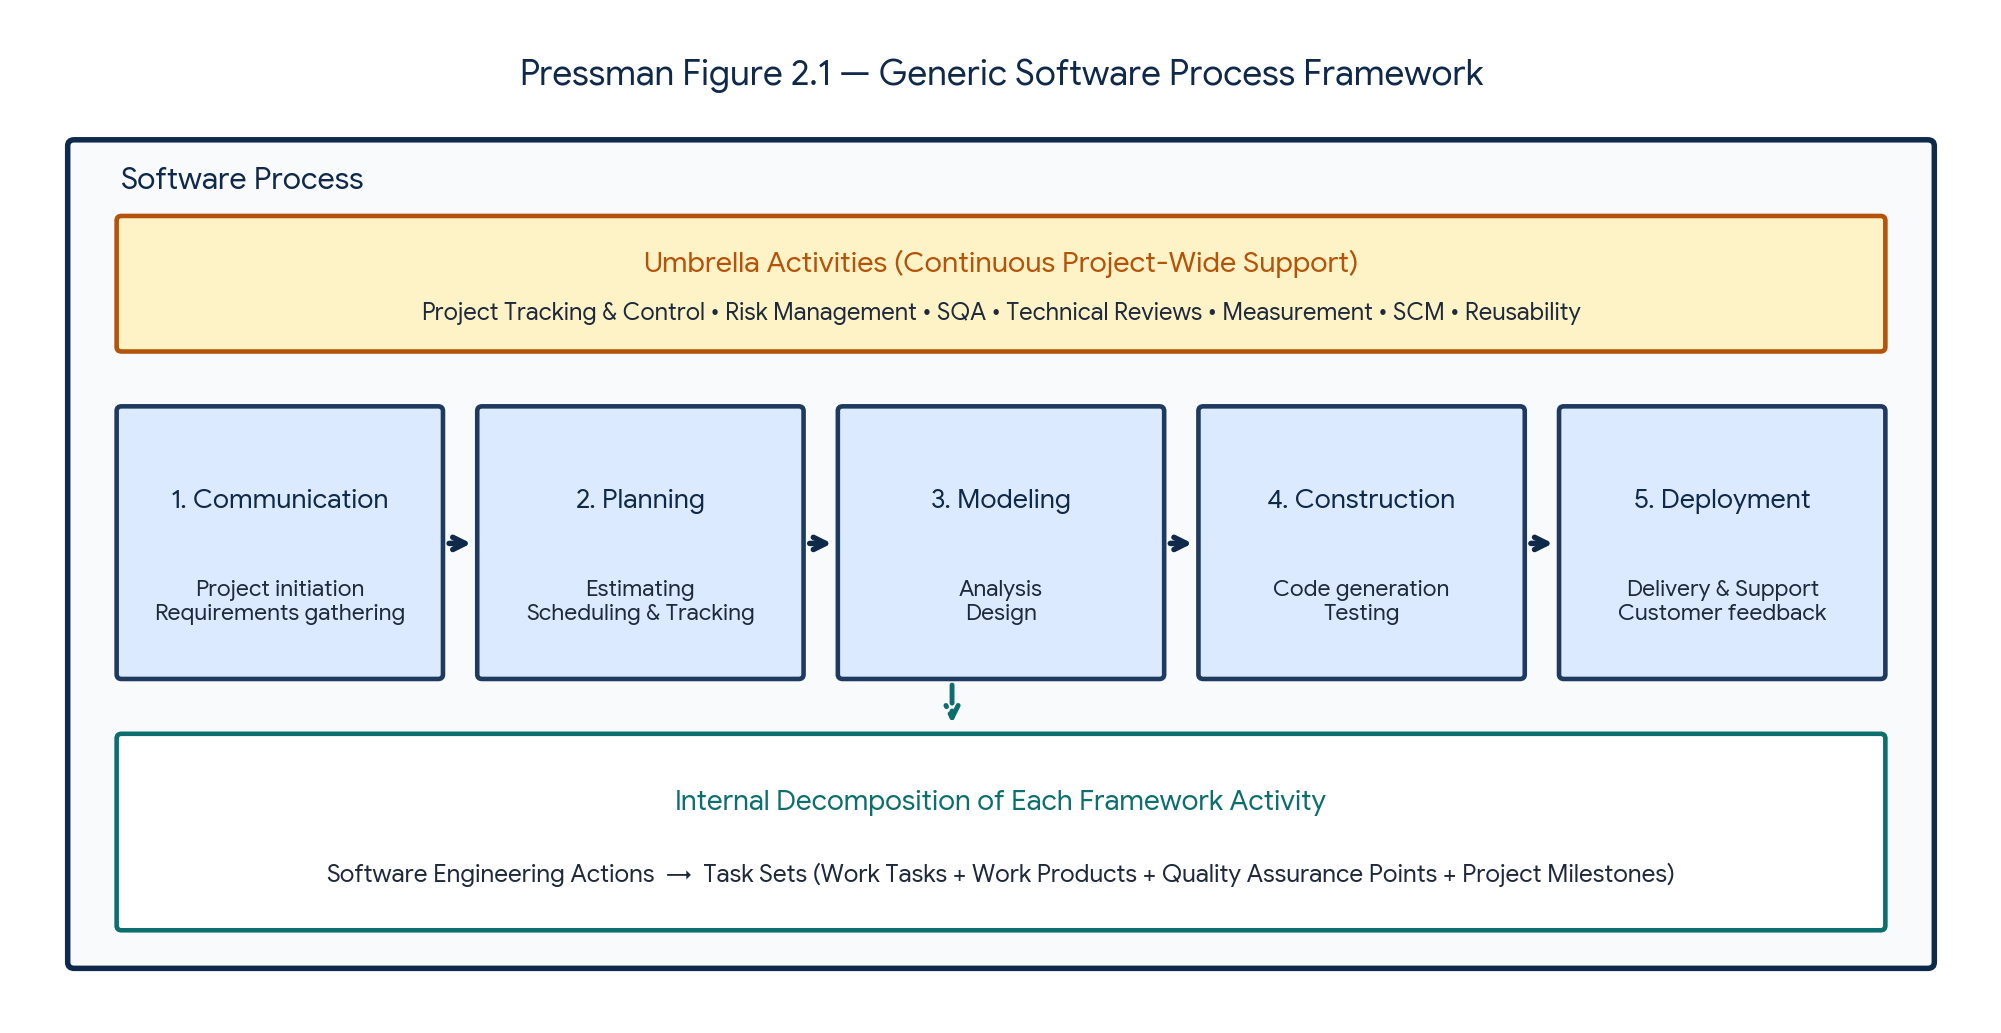 Pressman Figure 2.1 — Generic Software Process Framework
Software Process
Umbrella Activities (Continuous Project-Wide Support)
Project Tracking & Control • Risk Management • SQA • Technical Reviews • Measurement • SCM • Reusability
1. Communication
Project initiation
Requirements gathering
2. Planning
Estimating
Scheduling & Tracking
3. Modeling
Analysis
Design
4. Construction
Code generation
Testing
5. Deployment
Delivery & Support
Customer feedback
Internal Decomposition of Each Framework Activity
Software Engineering Actions → Task Sets (Work Tasks + Work Products + Quality Assurance Points + Project Milestones)